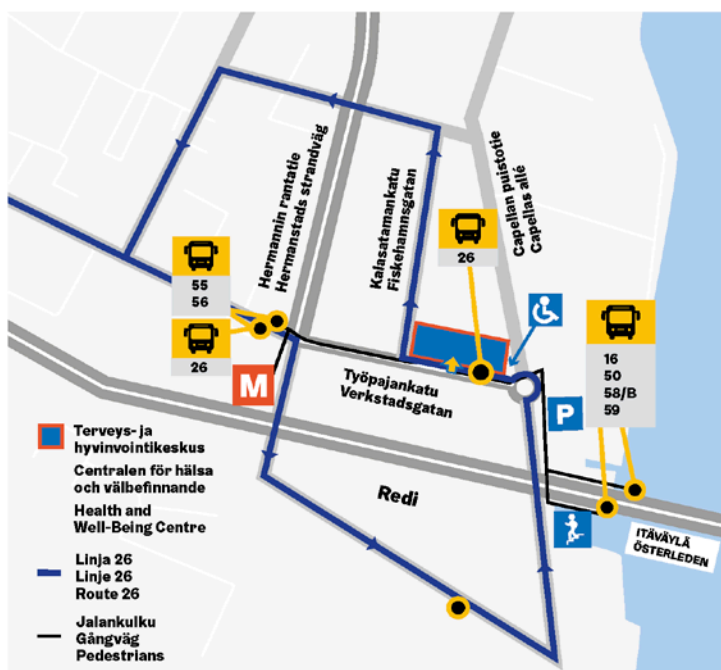 Hermannin rantatie
Hermanstads strandväg
Kalasatamankatu
Fiskehamnsgatan
Capellan puistotie
Capellas allé
26
55
56
26
M
Työpajankatu
Verkstadsgatan
P
16
50
58/B
59
Redi
ITÄVÄYLÄ
ÖSTERLEDEN
Terveys- ja
hyvinvointikeskus
Centralen för hälsa
och välbefinnande
Health and
Well-Being Centre
Linja 26
Linje 26
Route 26
Jalankulku
Gångväg
Pedestrians